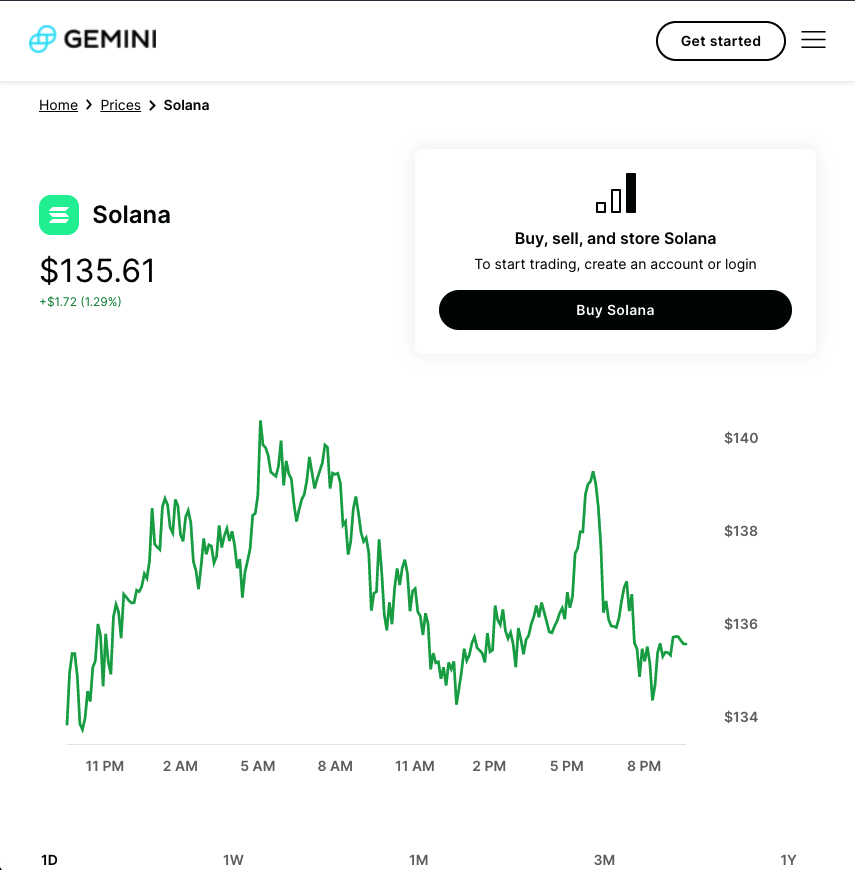 GEMINI
Get started
Home > Prices > Solana
Solana
$135.61
+$1.72 (1.29%)
Buy, sell, and store Solana
To start trading, create an account or login
Buy Solana
$140
$138
$136
$134
11 PM 2 AM 5 AM 8 AM 11 AM 2 PM 5 PM 8 PM
1D 1W 1M 3M 1Y